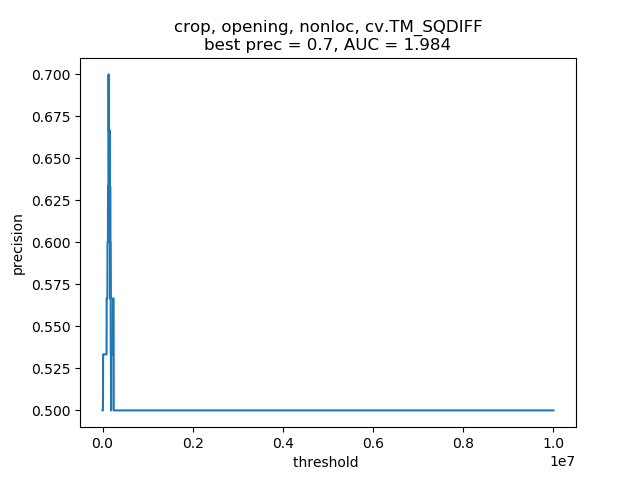 crop, opening, nonloc, cv.TM_SQDIFF
best prec = 0.7, AUC = 1.984
0.700
0.675
0.650
0.625
0.600
0.575
0.550
0.525
0.500
precision
0.0 0.2 0.4 0.6 0.8 1.0
1e7
threshold